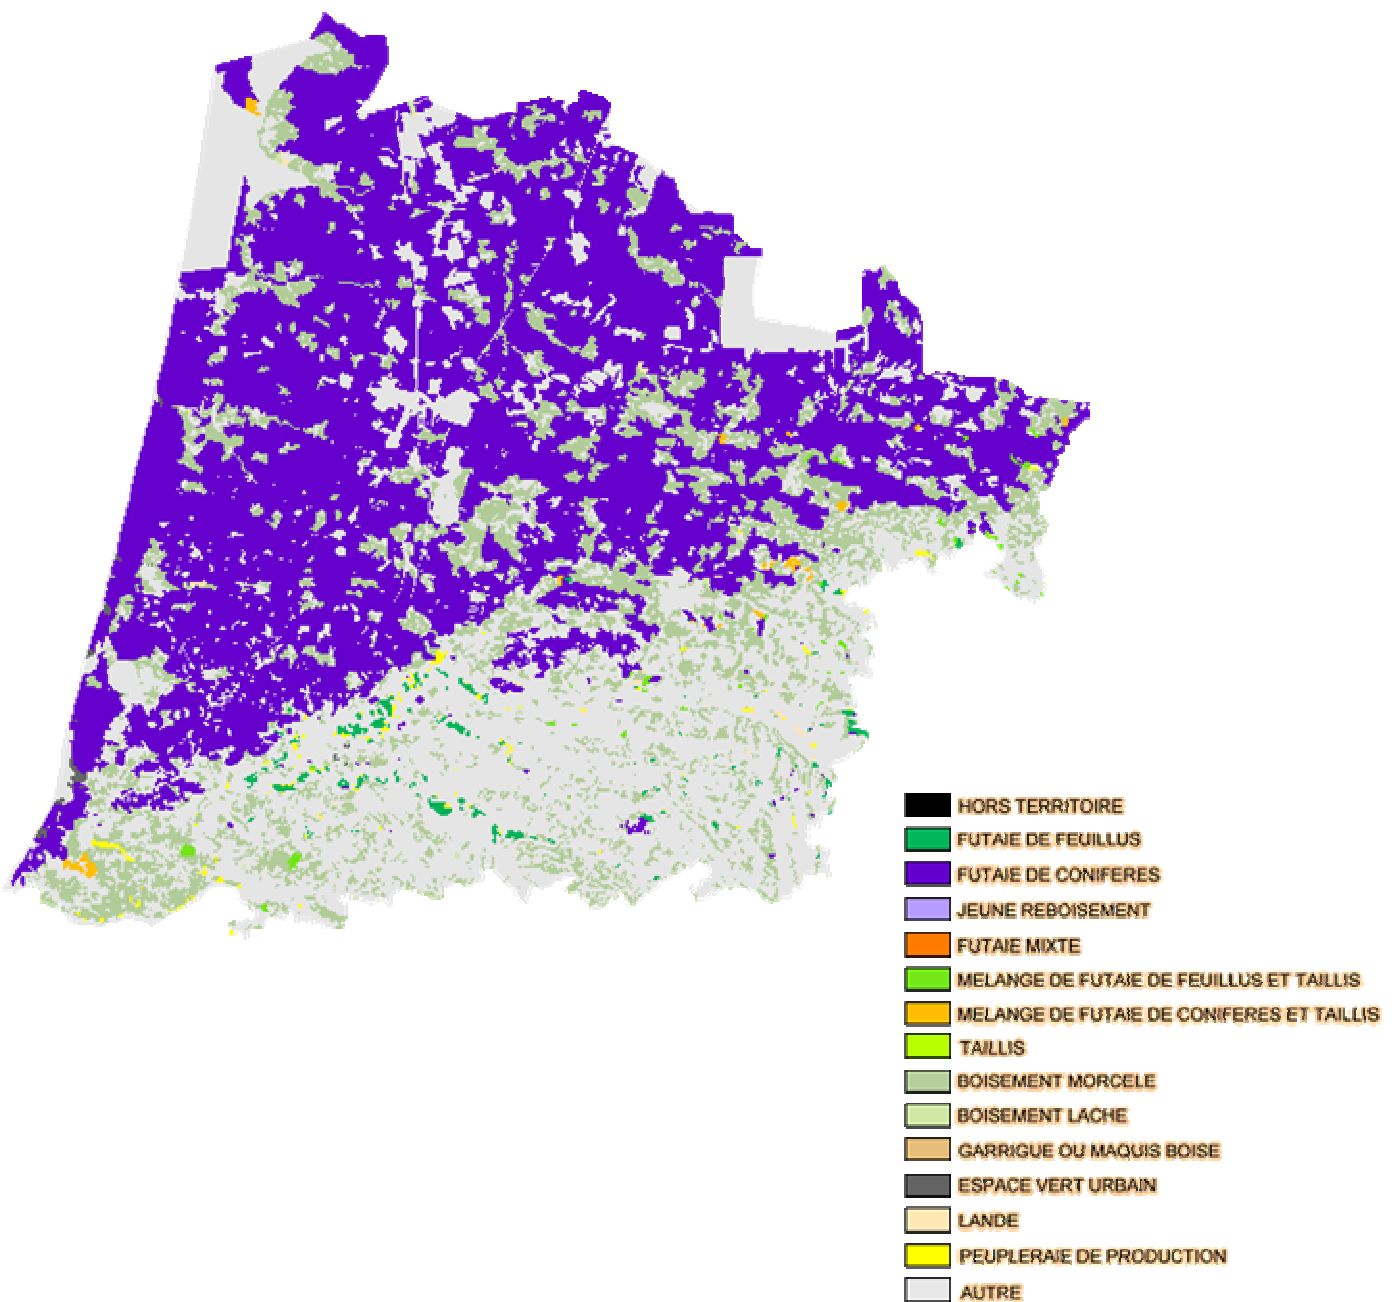 HORS TERRITOIRE
FUTAIE DE FEUILLUS
FUTAIE DE CONIFERES
JEUNE REBOISEMENT
FUTAIE MIXTE
MELANGE DE FUTAIE DE FEUILLUS ET TAILLIS
MELANGE DE FUTAIE DE CONIFERES ET TAILLIS
TAILLIS
BOISEMENT MORCELE
BOISEMENT LACHE
GARRIGUE OU MAQUIS BOISE
ESPACE VERT URBAIN
LANDE
PEUPLERAIE DE PRODUCTION
AUTRE